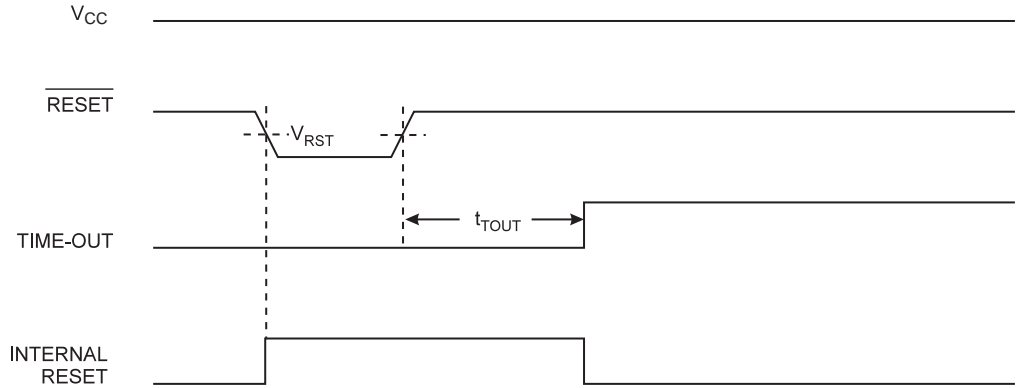 VCC
RESET
VRST
tTOUT
TIME-OUT
INTERNAL
RESET